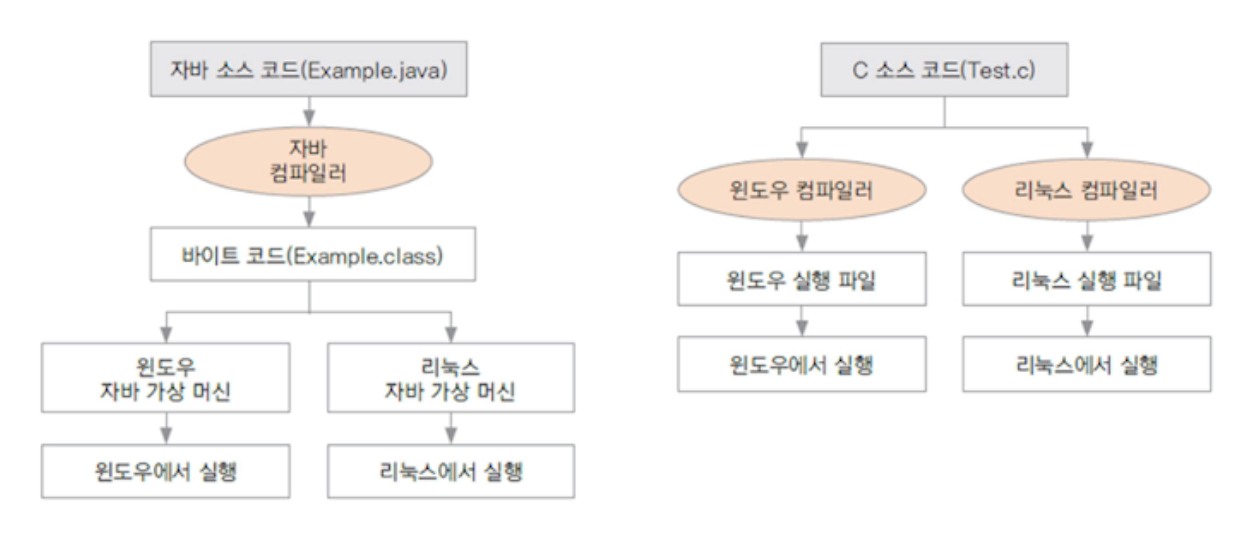 자바 소스 코드(Example.java)
자바
컴파일러
바이트 코드(Example.class)
윈도우
자바 가상 머신
리눅스
자바 가상 머신
윈도우에서 실행
리눅스에서 실행
C 소스 코드(Test.c)
윈도우 컴파일러
리눅스 컴파일러
윈도우 실행 파일
리눅스 실행 파일
윈도우에서 실행
리눅스에서 실행